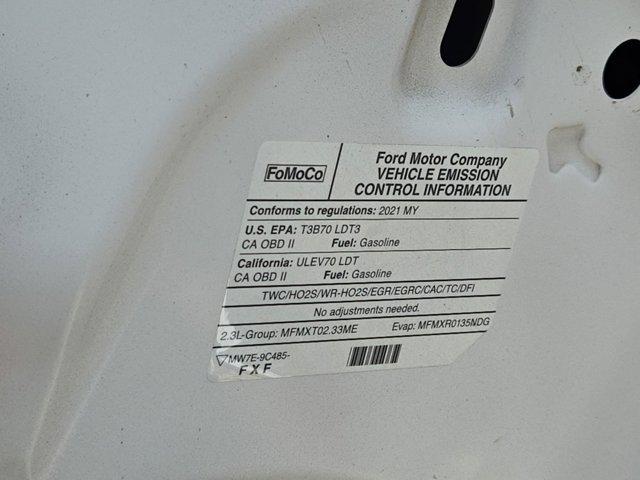 FoMoCo
Ford Motor Company
VEHICLE EMISSION
CONTROL INFORMATION
Conforms to regulations: 2021 MY
U.S. EPA: T3B70 LDT3
CA OBD II Fuel: Gasoline
California: ULEV70 LDT
CA OBD II Fuel: Gasoline
TWC/HO2S/WR-HO2S/EGR/EGRC/CAC/TC/DFI
No adjustments needed.
2.3L-Group: MFMXT02.33ME Evap: MFMXR0135NDG
MW7E-9C485-
FXF